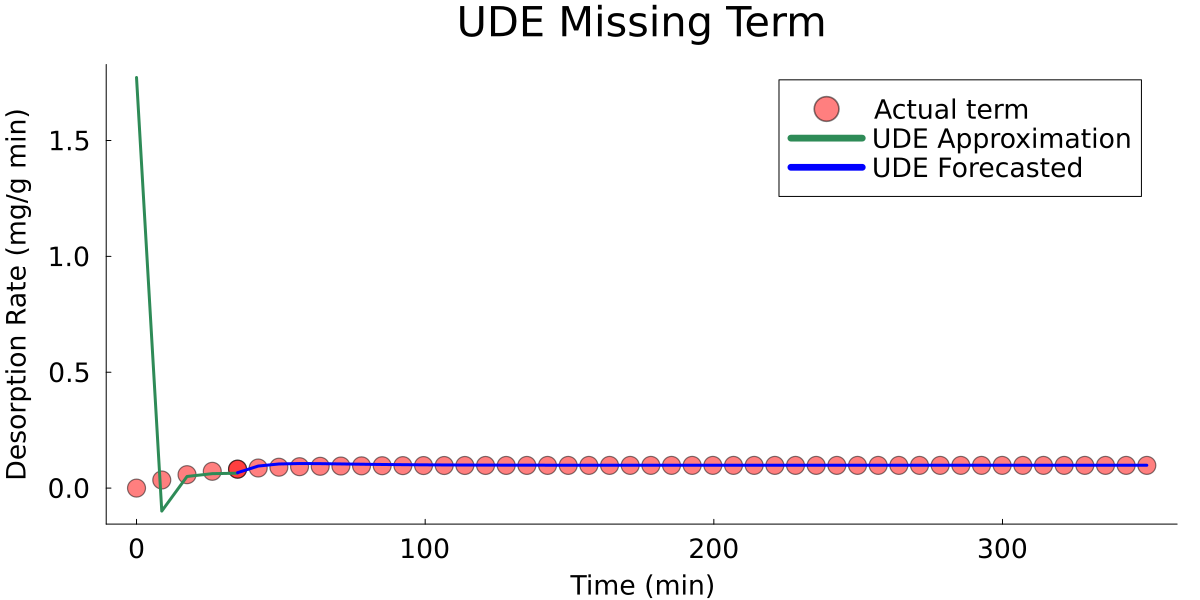 UDE Missing Term
Desorption Rate (mg/g min)
1.5
1.0
0.5
0.0
Actual term
UDE Approximation
UDE Forecasted
0 100 200 300
Time (min)